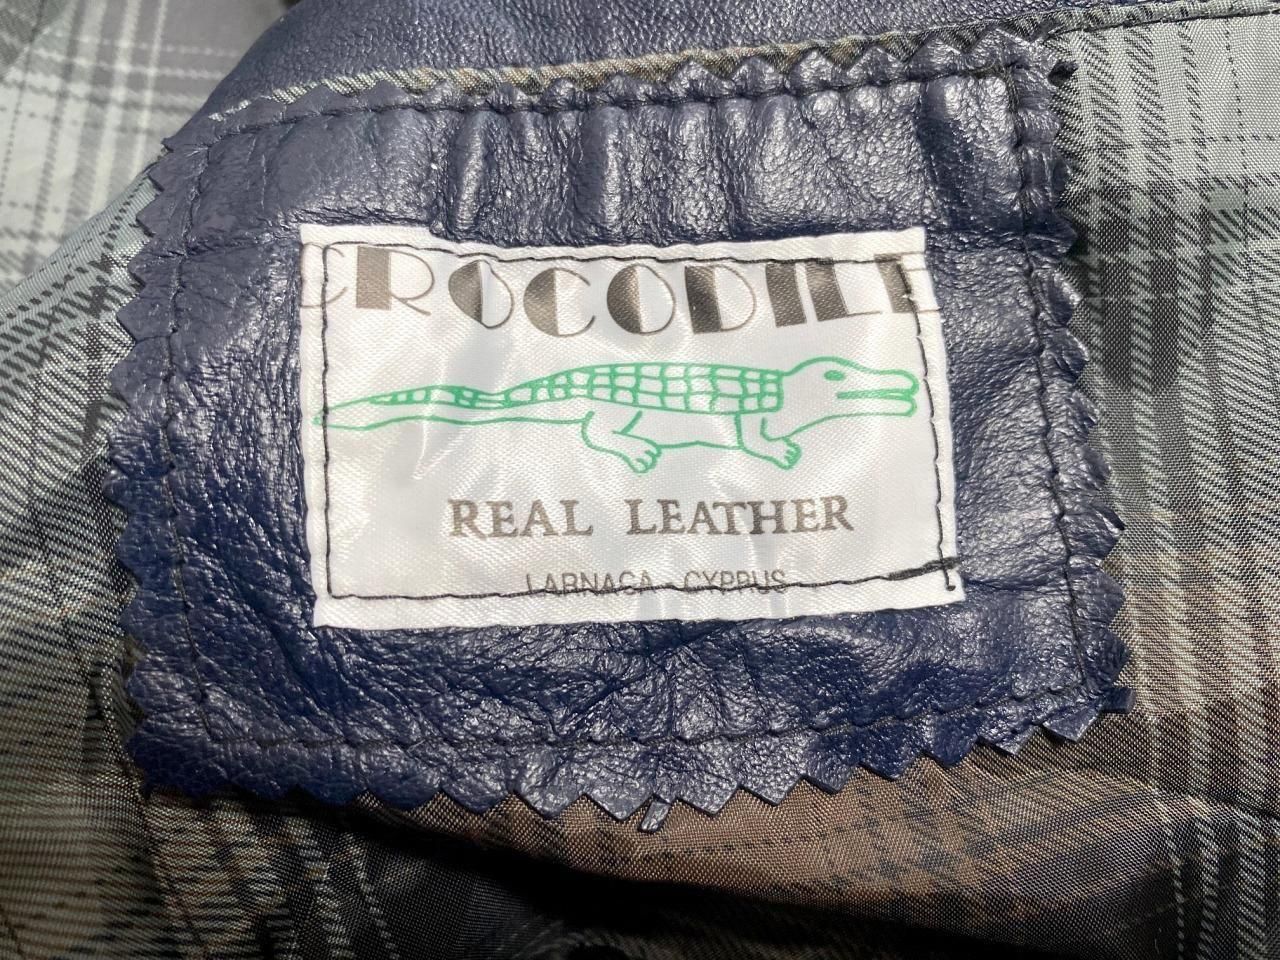 CROCODILE
REAL LEATHER
LARNACA - CYPRUS